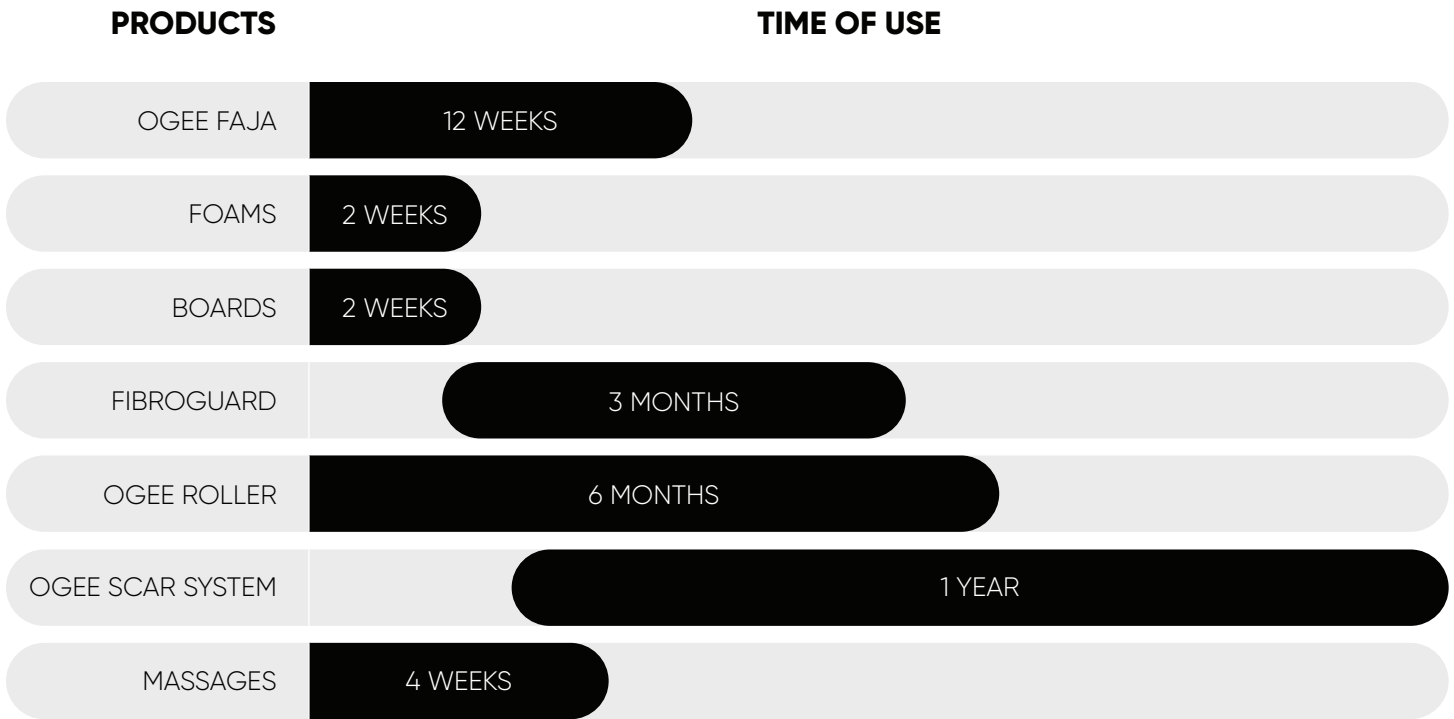 PRODUCTS TIME OF USE
OGEE FAJA 12 WEEKS
FOAMS 2 WEEKS
BOARDS 2 WEEKS
FIBROGUARD 3 MONTHS
OGEE ROLLER 6 MONTHS
OGEE SCAR SYSTEM 1 YEAR
MASSAGES 4 WEEKS